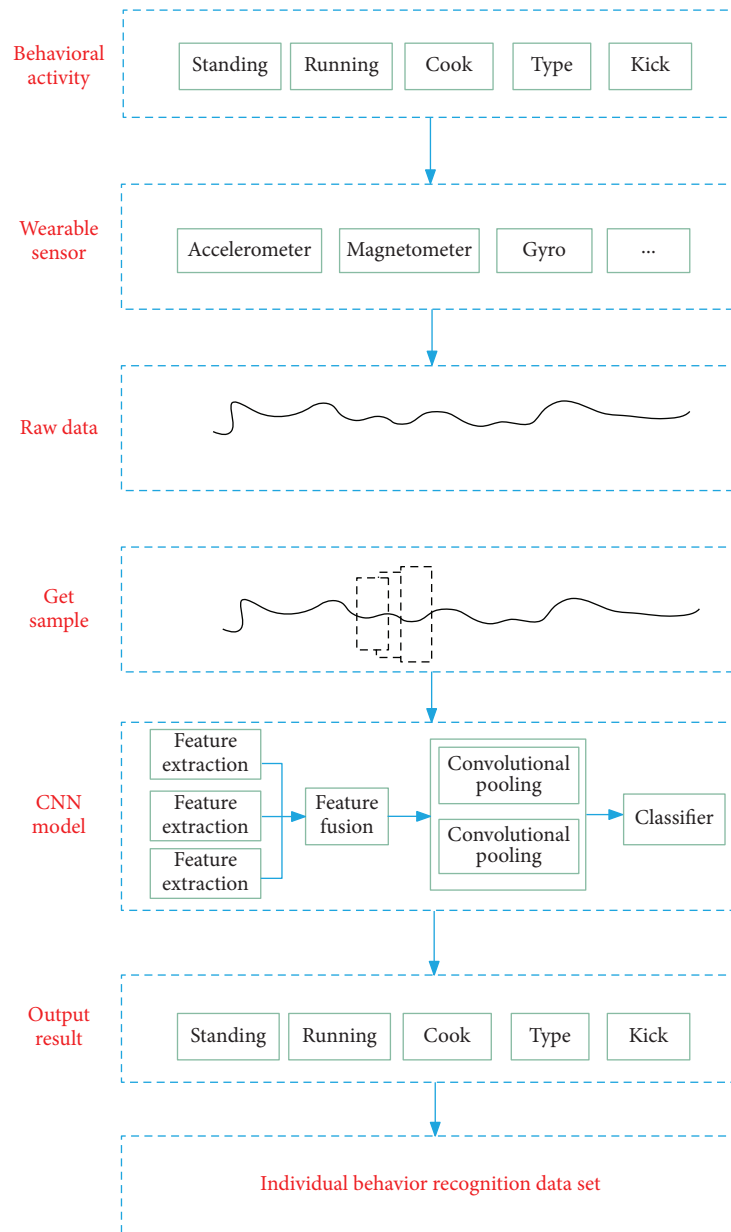 Behavioral
activity
Standing
Running
Cook
Type
Kick
Wearable
sensor
Accelerometer
Magnetometer
Gyro
...
Raw data
Get
sample
CNN
model
Feature
extraction
Feature
extraction
Feature
extraction
Feature
fusion
Convolutional
pooling
Convolutional
pooling
Classifier
Output
result
Standing
Running
Cook
Type
Kick
Individual behavior recognition data set